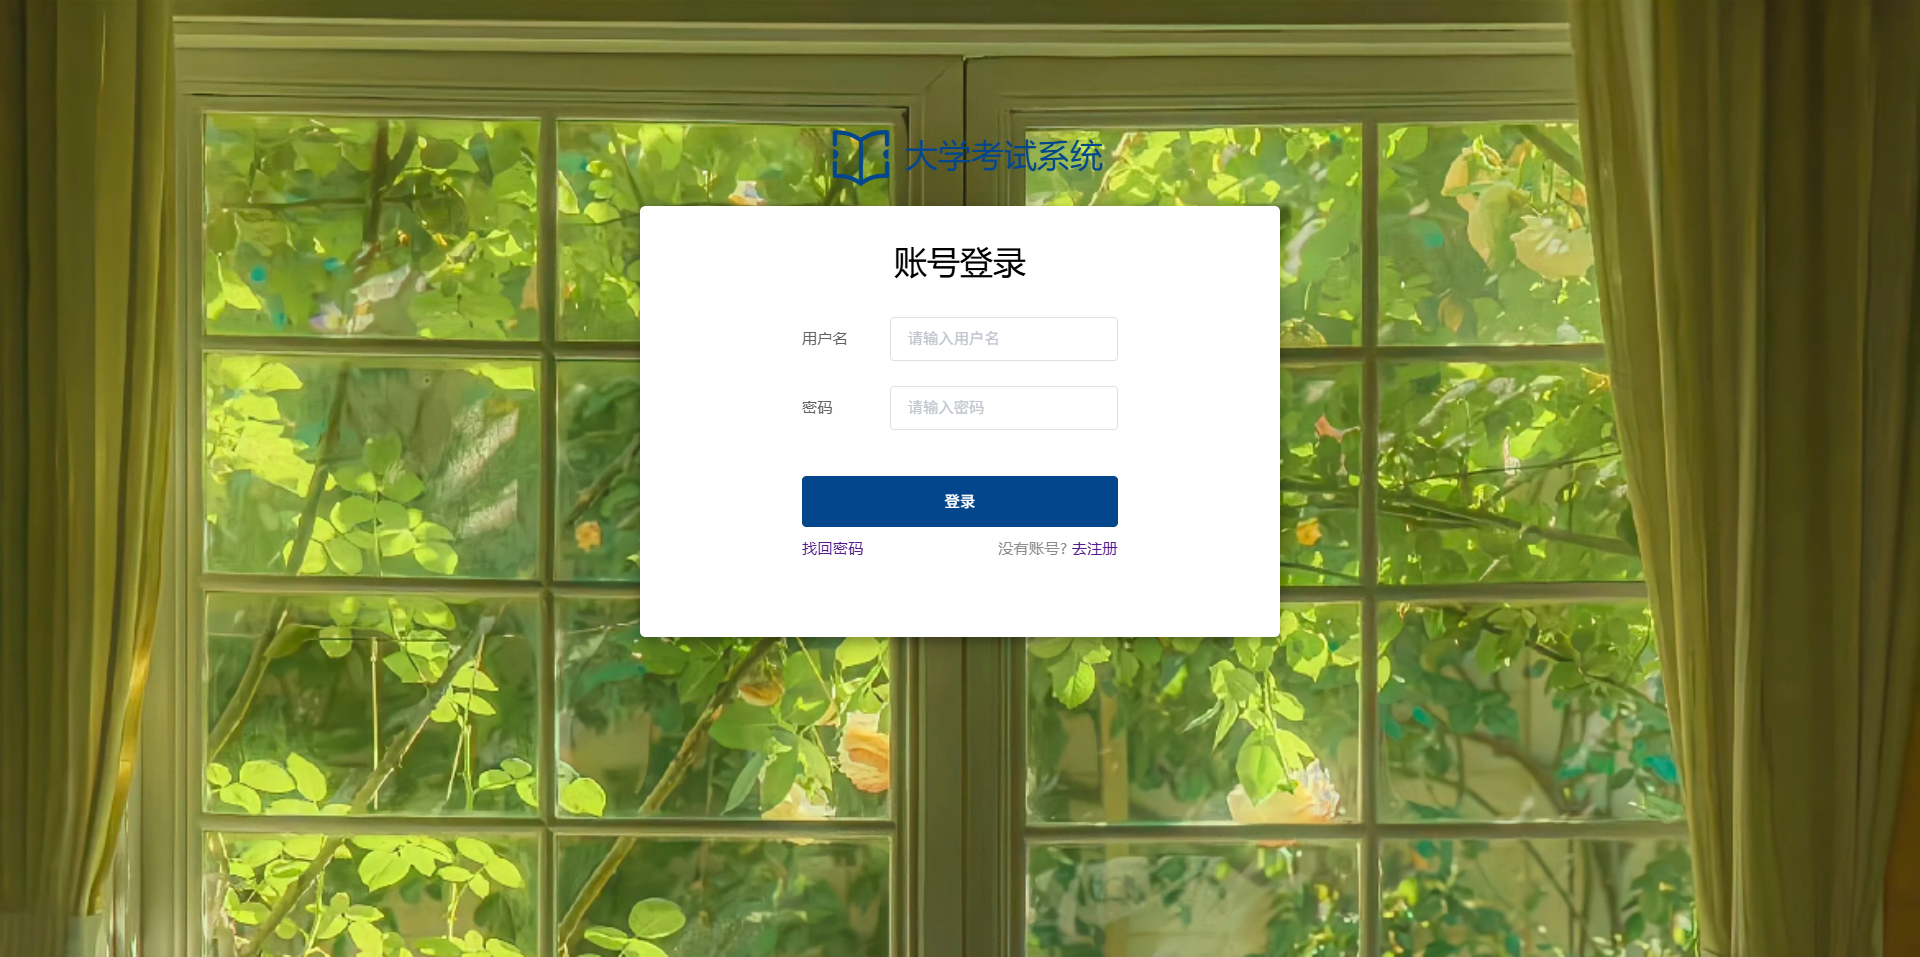 大学考试系统
账号登录
用户名 请输入用户名
密码 请输入密码
登录
找回密码 没有账号? 去注册